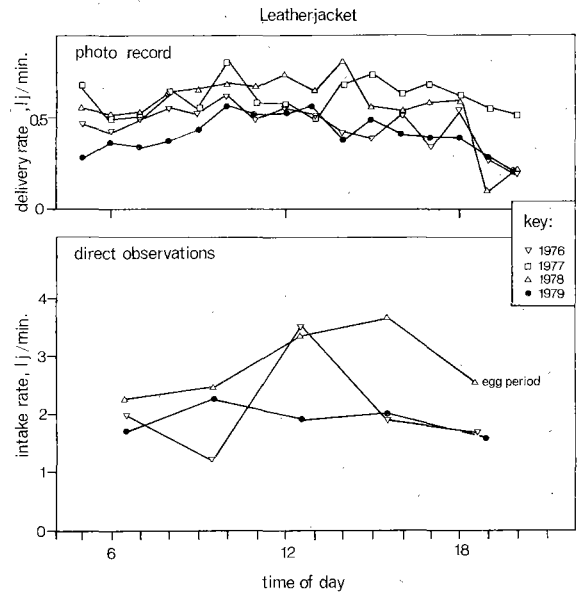 Leatherjacket
photo record
delivery rate, lj/min.
0.5
0
key:
1976
1977
1978
1979
direct observations
intake rate, lj/min.
4
3
2
1
0
egg period
6
12
18
time of day